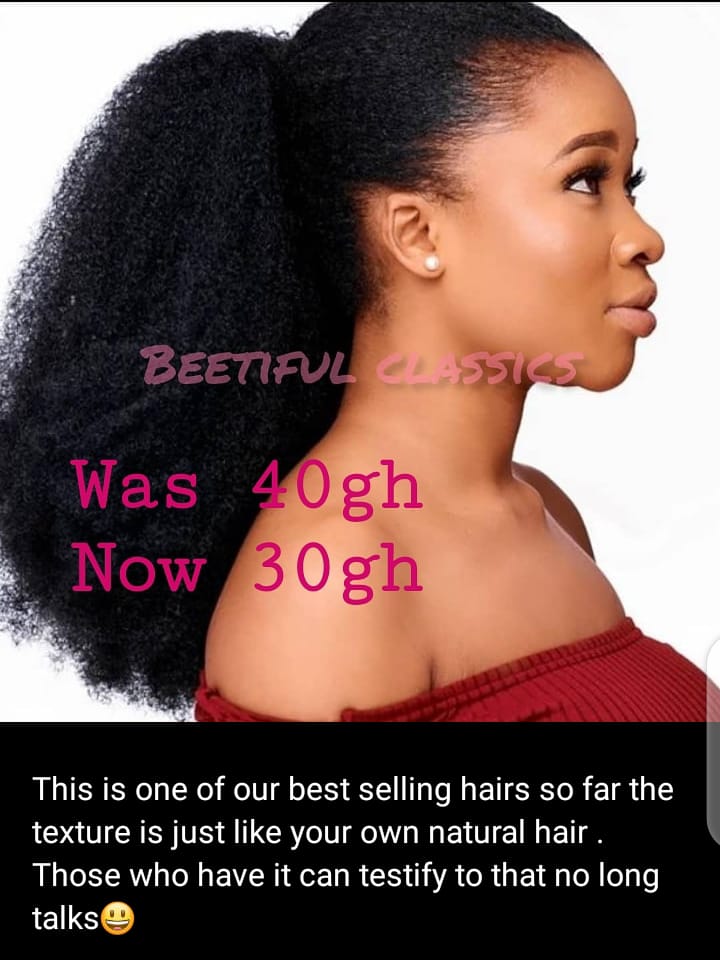 BEETIFUL CLASSICS
Was 40gh
Now 30gh
This is one of our best selling hairs so far the
texture is just like your own natural hair .
Those who have it can testify to that no long
talks😃